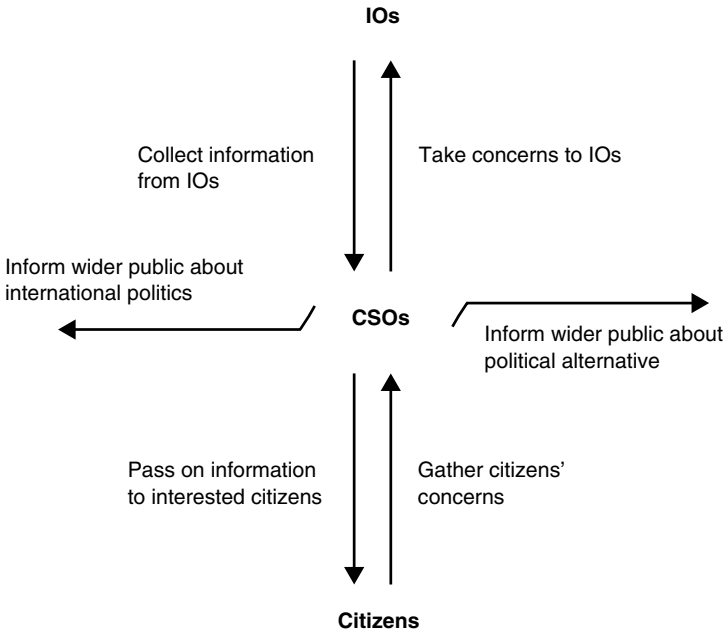 IOs
Collect information
from IOs
Take concerns to IOs
Inform wider public about
international politics
CSOs
Inform wider public about
political alternative
Pass on information
to interested citizens
Gather citizens’
concerns
Citizens